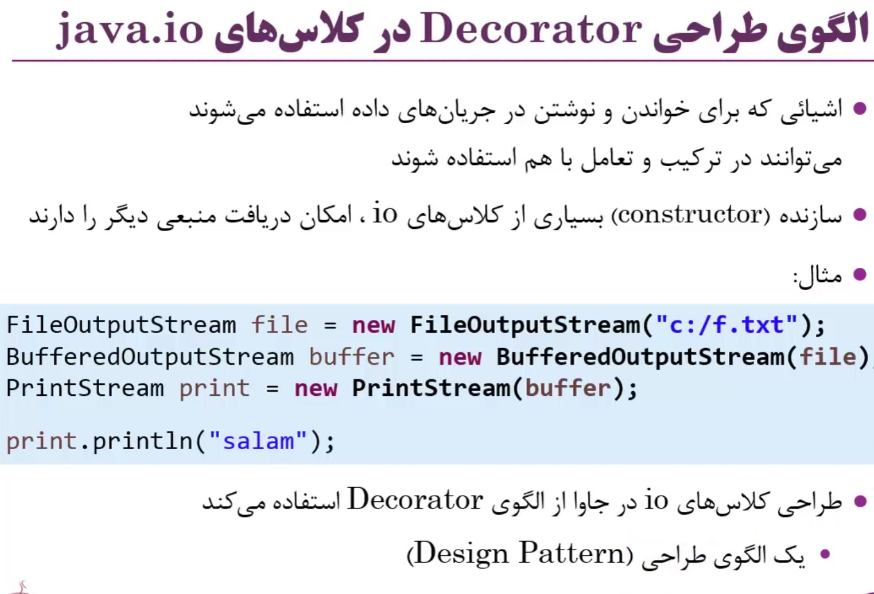 الگوی طراحی Decorator در کلاس‌های java.io
• اشیائی که برای خواندن و نوشتن در جریان‌های داده استفاده می‌شوند
می‌توانند در ترکیب و تعامل با هم استفاده شوند
• سازنده (constructor) بسیاری از کلاس‌های io ، امکان دریافت منبعی دیگر را دارند
• مثال:
FileOutputStream file = new FileOutputStream("c:/f.txt");
BufferedOutputStream buffer = new BufferedOutputStream(file);
PrintStream print = new PrintStream(buffer);
print.println("salam");
• طراحی کلاس‌های io در جاوا از الگوی Decorator استفاده می‌کند
• یک الگوی طراحی (Design Pattern)